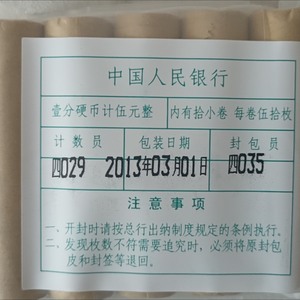 中国人民银行
壹分硬币计伍元整 内有拾小卷 每卷伍拾枚
计数员 包装日期 封包员
四029 2013年03月01日 四035
注意事项
一、开封时请按总行出纳制度规定的条例执行。
二、发现枚数不符需要追究时，必须将原封包
皮和封签等退回。